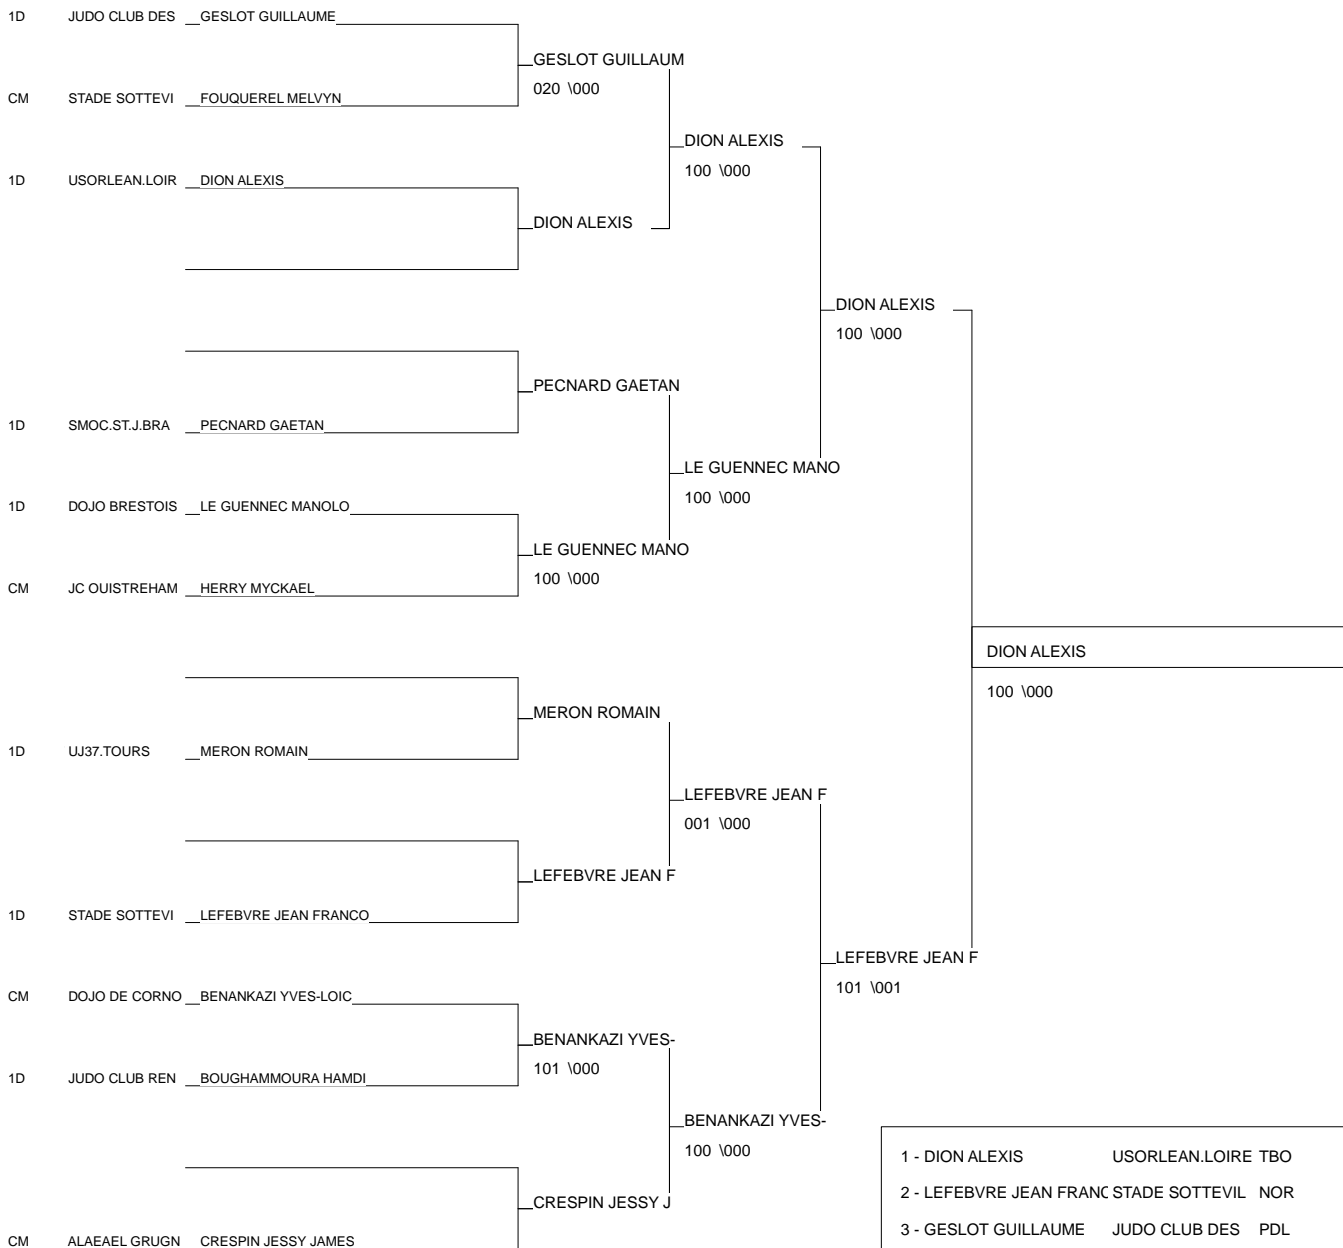 1D JUDO CLUB DES GESLOT GUILLAUME
GESLOT GUILLAUM
020 \000
CM STADE SOTTEVI FOUQUEREL MELVYN
DION ALEXIS
100 \000
1D USORLEAN.LOIR DION ALEXIS
DION ALEXIS
DION ALEXIS
100 \000
PECNARD GAETAN
1D SMOC.ST.J.BRA PECNARD GAETAN
LE GUENNEC MANO
100 \000
1D DOJO BRESTOIS LE GUENNEC MANOLO
LE GUENNEC MANO
100 \000
CM JC OUISTREHAM HERRY MYCKAEL
DION ALEXIS
100 \000
MERON ROMAIN
1D UJ37.TOURS MERON ROMAIN
LEFEBVRE JEAN F
001 \000
LEFEBVRE JEAN F
1D STADE SOTTEVI LEFEBVRE JEAN FRANCO
LEFEBVRE JEAN F
101 \001
CM DOJO DE CORNO BENANKAZI YVES-LOIC
BENANKAZI YVES-
101 \000
1D JUDO CLUB REN BOUGHAMMOURA HAMDI
BENANKAZI YVES-
100 \000
CRESPIN JESSY J
CM ALAEAEL GRUGN CRESPIN JESSY JAMES
1 - DION ALEXIS USORLEAN.LOIRE TBO
2 - LEFEBVRE JEAN FRANC STADE SOTTEVIL NOR
3 - GESLOT GUILLAUME JUDO CLUB DES PDL